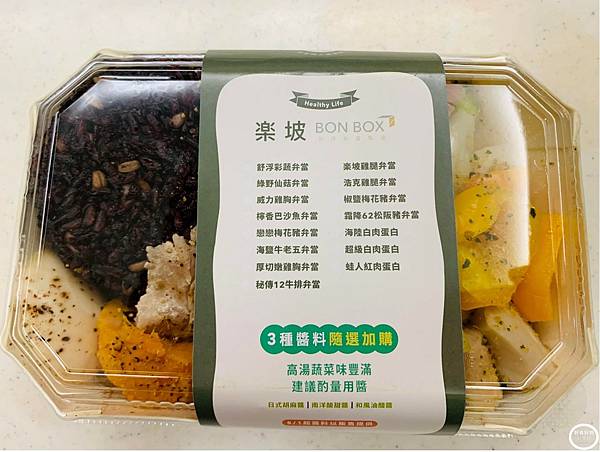 Healthy Life
楽坡 BON BOX
舒浮彩蔬弁當
綠野仙菇弁當
威力雞胸弁當
檸香巴沙魚弁當
戀戀梅花豬弁當
海鹽牛老五弁當
厚切嫩雞胸弁當
秘傳12牛排弁當
楽坡雞腿弁當
浩克雞腿弁當
椒鹽梅花豬弁當
霜降62松阪豬弁當
海陸白肉蛋白
超級白肉蛋白
蛙人紅肉蛋白
3種醬料隨選加購
高湯蔬菜味豐滿
建議酌量用醬
日式胡麻醬 | 南洋酸甜醬 | 和風油醋醬